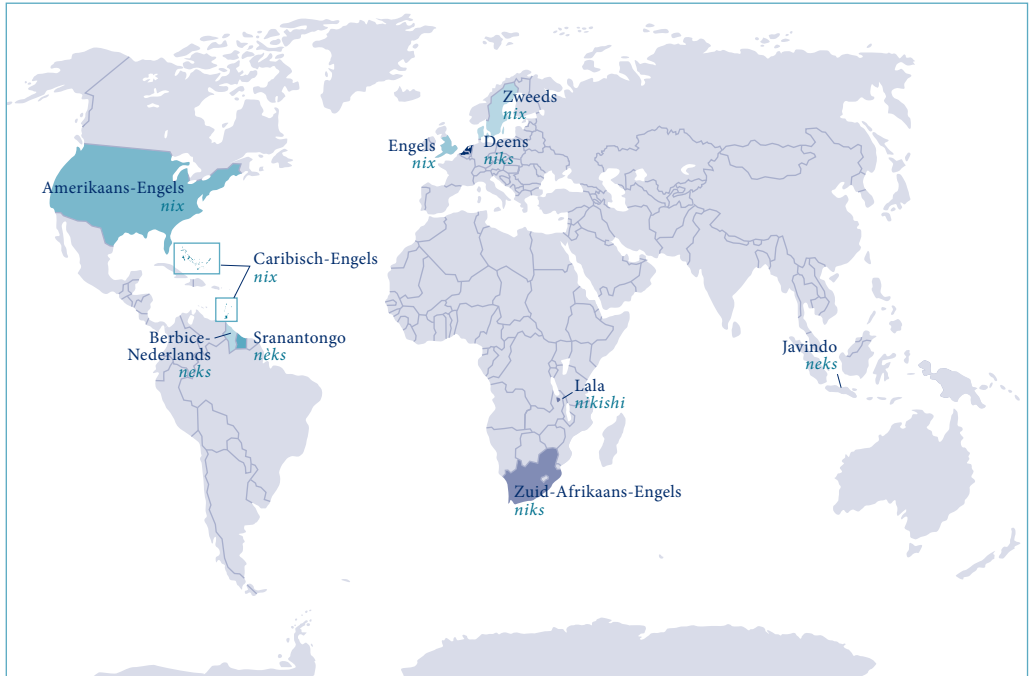 Zweeds
nix
Engels
nix
Deens
niks
Amerikaans-Engels
nix
Caribisch-Engels
nix
Berbice-
Nederlands
neks
Sranantongo
nèks
Javindo
neks
Lala
nikishi
Zuid-Afrikaans-Engels
niks